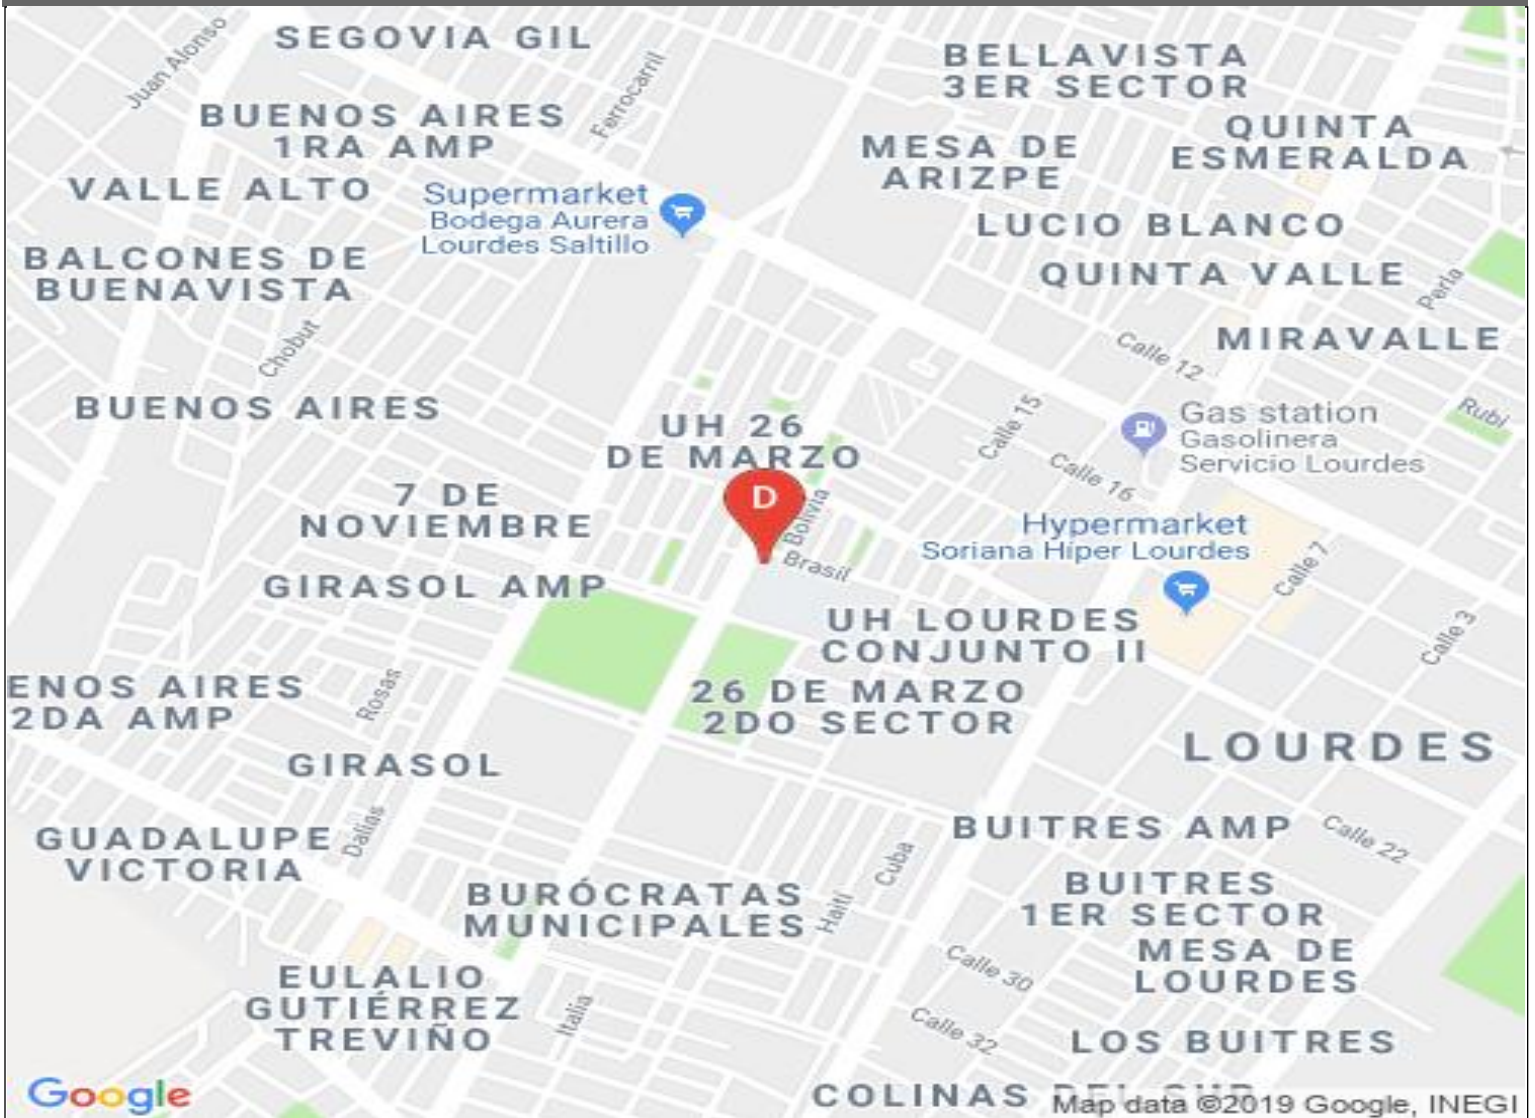 SEGOVIA GIL
Juan Alonso
Ferrocarril
BELLAVISTA
3ER SECTOR
BUENOS AIRES
1RA AMP
MESA DE
ARIZPE
QUINTA
ESMERALDA
VALLE ALTO
Supermarket
Bodega Aurera
Lourdes Saltillo
LUCIO BLANCO
BALCONES DE
BUENAVISTA
QUINTA VALLE
Perla
Chobut
Calle 12
MIRAVALLE
BUENOS AIRES
UH 26
DE MARZO
Calle 15
Gas station
Gasolinera
Servicio Lourdes
Rubi
Calle 16
7 DE
NOVIEMBRE
D
Bolivia
Brasil
Hypermarket
Soriana Híper Lourdes
Calle 7
GIRASOL AMP
UH LOURDES
CONJUNTO II
Calle 3
ENOS AIRES
2DA AMP
Rosas
26 DE MARZO
2DO SECTOR
LOURDES
GIRASOL
GUADALUPE
VICTORIA
Dalias
BUITRES AMP
Calle 22
Cuba
BURÓCRATAS
MUNICIPALES
Haití
BUITRES
1ER SECTOR
MESA DE
LOURDES
Calle 30
EULALIO
GUTIÉRREZ
TREVIÑO
Italia
Calle 32
LOS BUITRES
Google
COLINAS DEL SUR
Map data ©2019 Google, INEGI